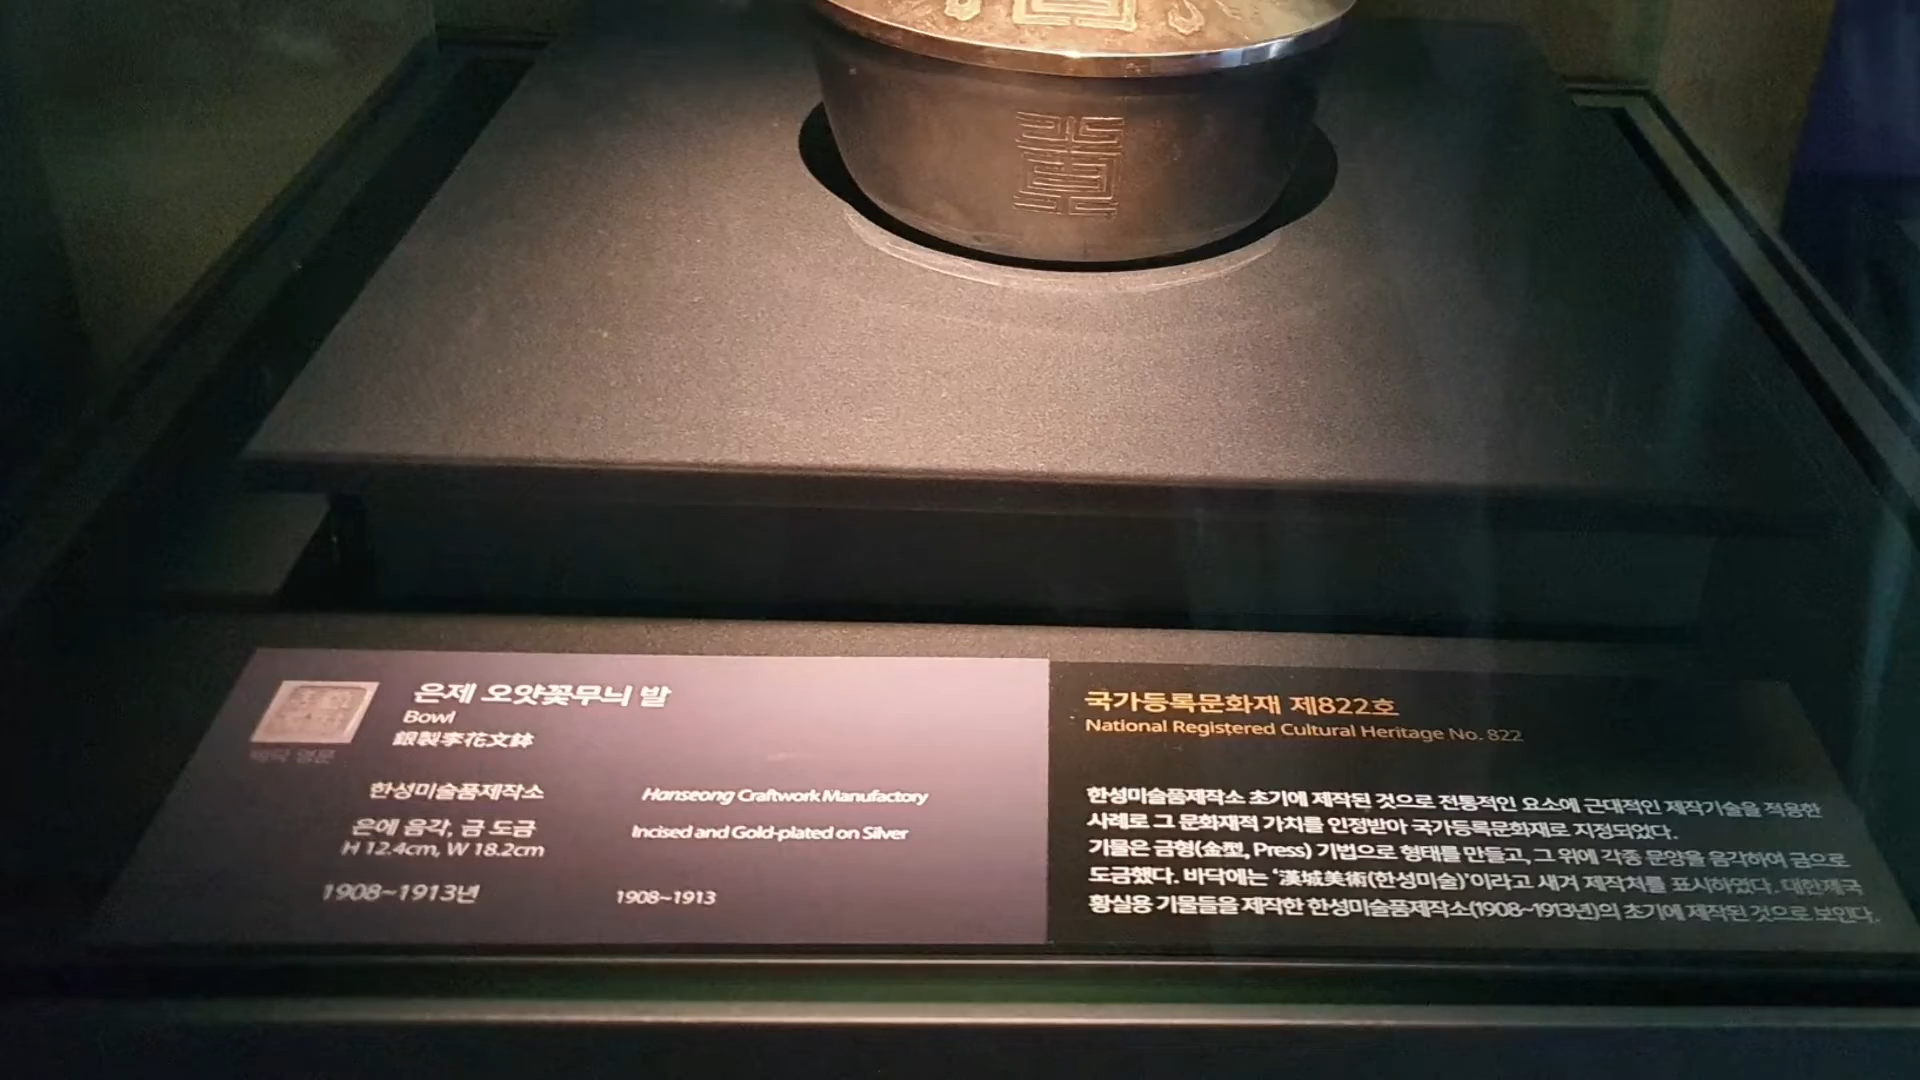 은제 오얏꽃무늬 발
Bowl
銀製李花文鉢
바닥 명문
한성미술품제작소
Hanseong Craftwork Manufactory
은에 음각, 금 도금
Incised and Gold-plated on Silver
H 12.4cm, W 18.2cm
1908~1913년
1908~1913
국가등록문화재 제822호
National Registered Cultural Heritage No. 822
한성미술품제작소 초기에 제작된 것으로 전통적인 요소에 근대적인 제작기술을 적용한
사례로 그 문화재적 가치를 인정받아 국가등록문화재로 지정되었다.
기물은 금형(金型, Press) 기법으로 형태를 만들고, 그 위에 각종 문양을 음각하여 금으로
도금했다. 바닥에는 ‘漢城美術(한성미술)’이라고 새겨 제작처를 표시하였다. 대한제국
황실용 기물들을 제작한 한성미술품제작소(1908~1913년)의 초기에 제작된 것으로 보인다.